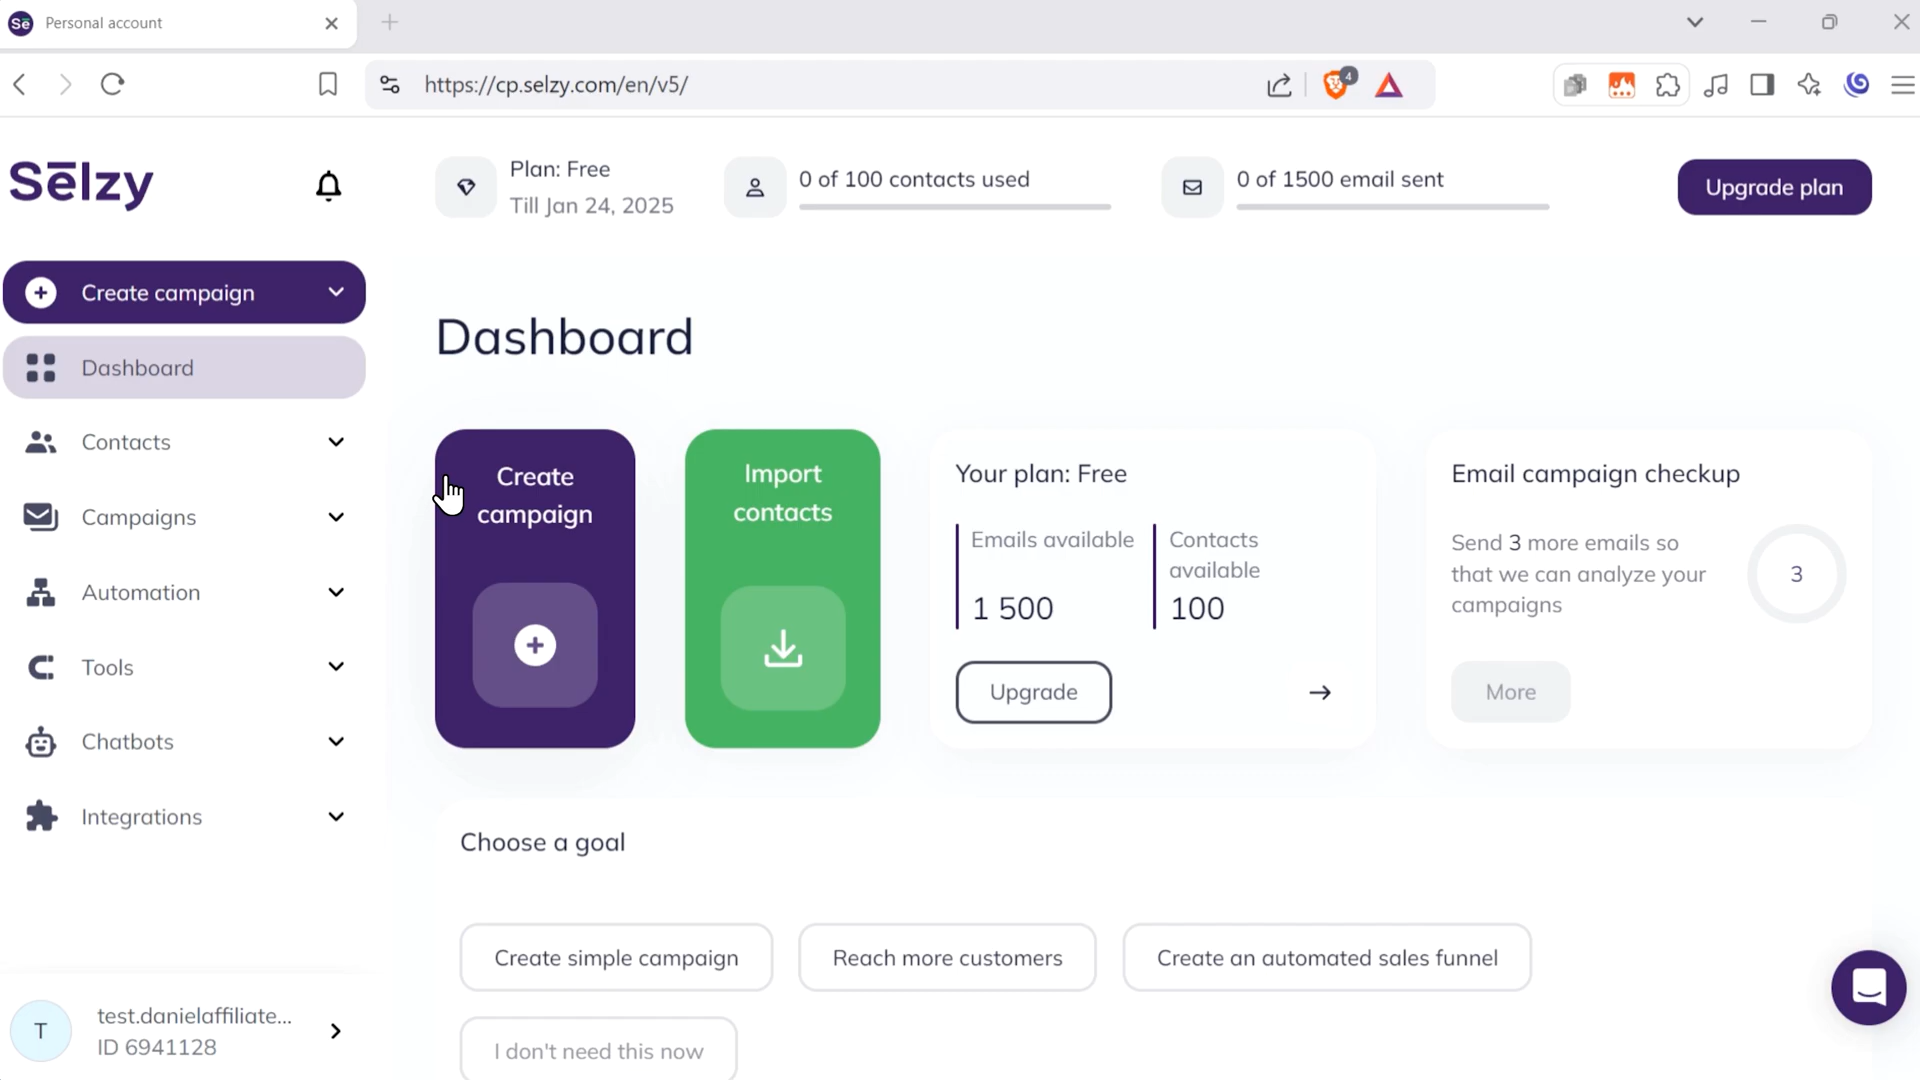 Sē Personal account
https://cp.selzy.com/en/v5/
4
Sēlzy
Plan: Free
Till Jan 24, 2025
0 of 100 contacts used
0 of 1500 email sent
Upgrade plan
Create campaign
Dashboard
Contacts
Campaigns
Automation
Tools
Chatbots
Integrations
T
test.danielaffiliate...
ID 6941128
Dashboard
Create
campaign
Import
contacts
Your plan: Free
Emails available
1 500
Contacts
available
100
Upgrade
Email campaign checkup
Send 3 more emails so
that we can analyze your
campaigns
3
More
Choose a goal
Create simple campaign
Reach more customers
Create an automated sales funnel
I don't need this now